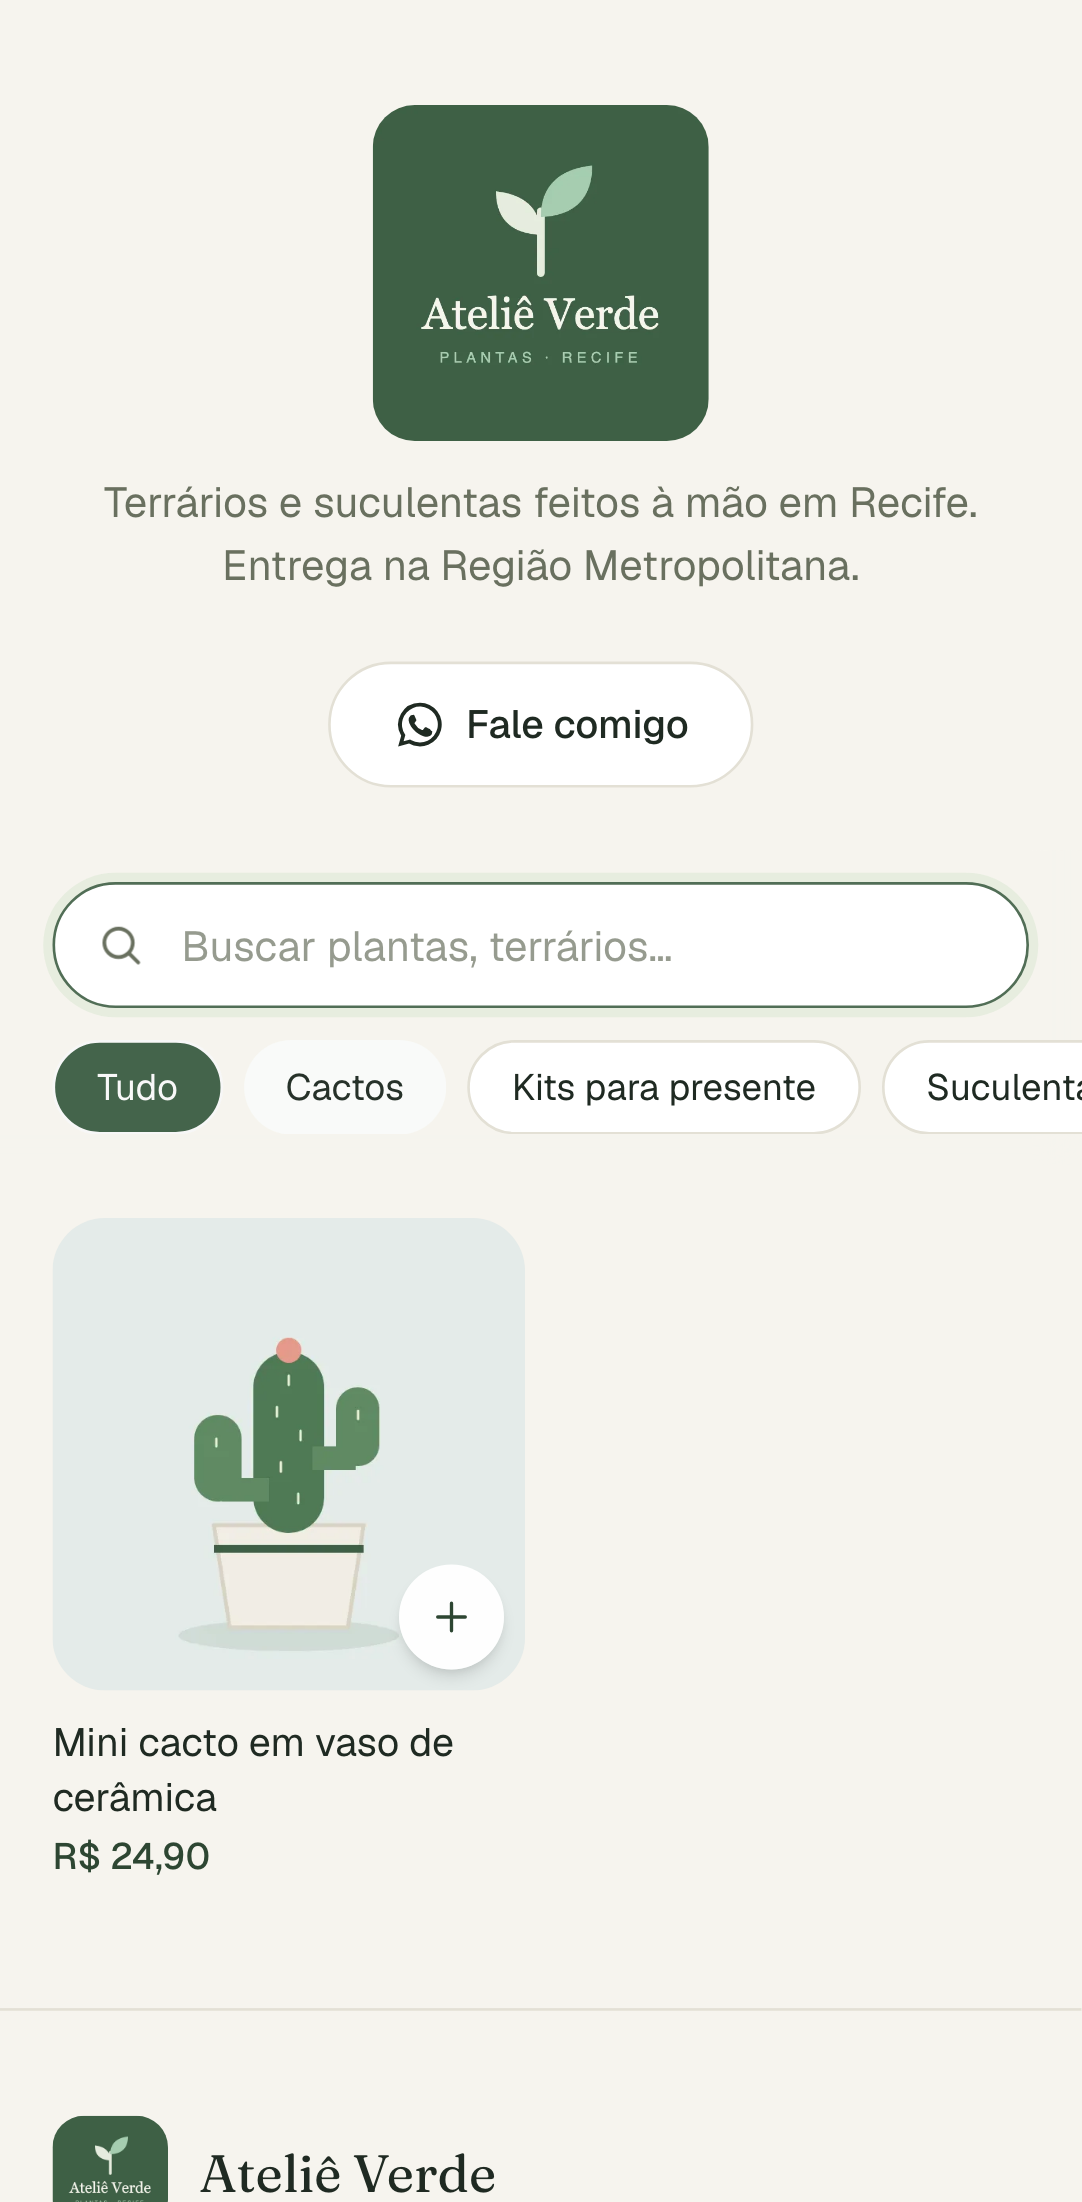 Ateliê Verde
PLANTAS · RECIFE
Terrários e suculentas feitos à mão em Recife.
Entrega na Região Metropolitana.
Fale comigo
Buscar plantas, terrários...
Tudo
Cactos
Kits para presente
Mini cacto em vaso de
cerâmica
R$ 24,90
Ateliê Verde
Ateliê Verde